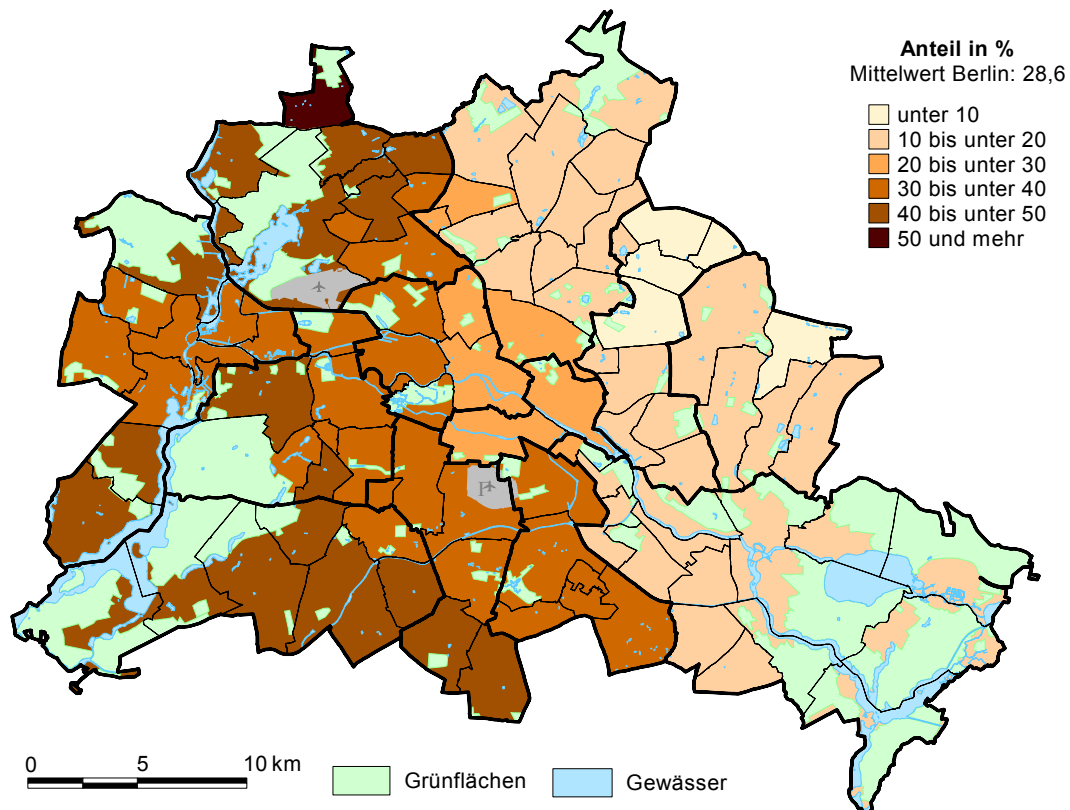 Anteil in %
Mittelwert Berlin: 28,6
unter 10
10 bis unter 20
20 bis unter 30
30 bis unter 40
40 bis unter 50
50 und mehr
0 5 10 km
Grünflächen
Gewässer